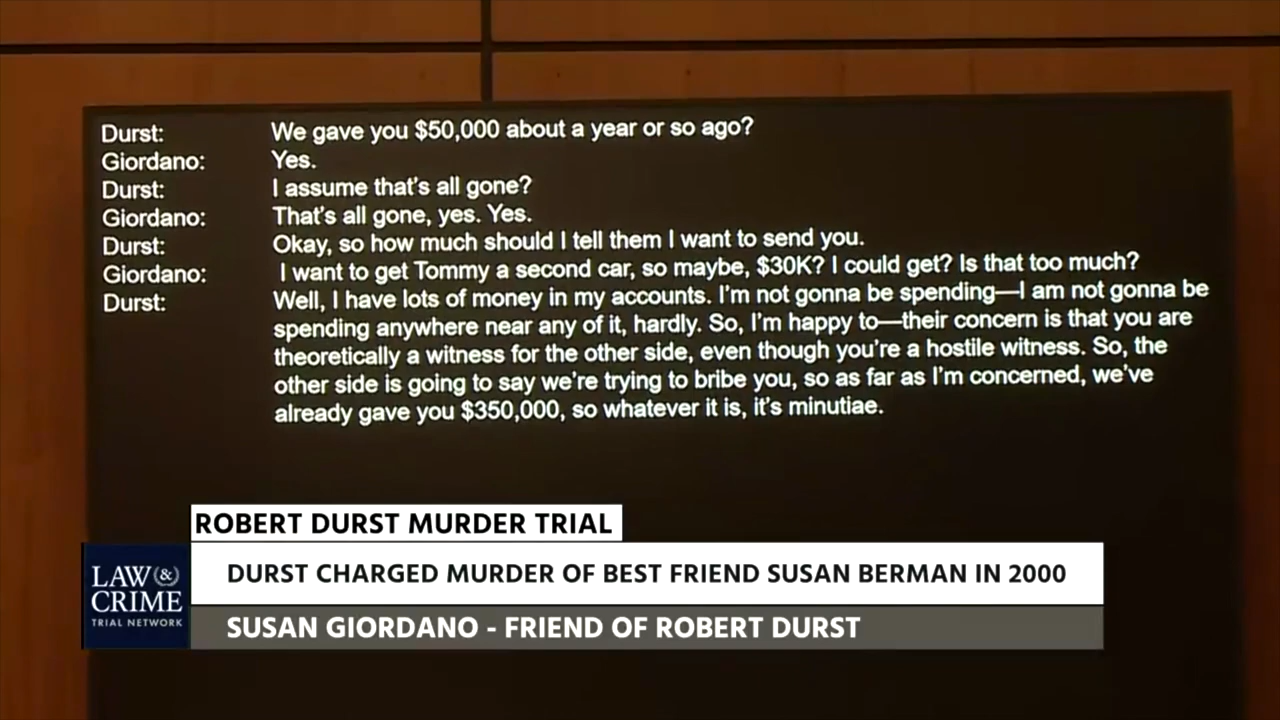 Durst: We gave you $50,000 about a year or so ago?
Giordano: Yes.
Durst: I assume that's all gone?
Giordano: That's all gone, yes. Yes.
Durst: Okay, so how much should I tell them I want to send you.
Giordano: I want to get Tommy a second car, so maybe, $30K? I could get? Is that too much?
Durst: Well, I have lots of money in my accounts. I'm not gonna be spending—I am not gonna be
spending anywhere near any of it, hardly. So, I'm happy to—their concern is that you are
theoretically a witness for the other side, even though you're a hostile witness. So, the
other side is going to say we're trying to bribe you, so as far as I'm concerned, we've
already gave you $350,000, so whatever it is, it's minutiae.
ROBERT DURST MURDER TRIAL
LAW &
CRIME
TRIAL NETWORK
DURST CHARGED MURDER OF BEST FRIEND SUSAN BERMAN IN 2000
SUSAN GIORDANO - FRIEND OF ROBERT DURST